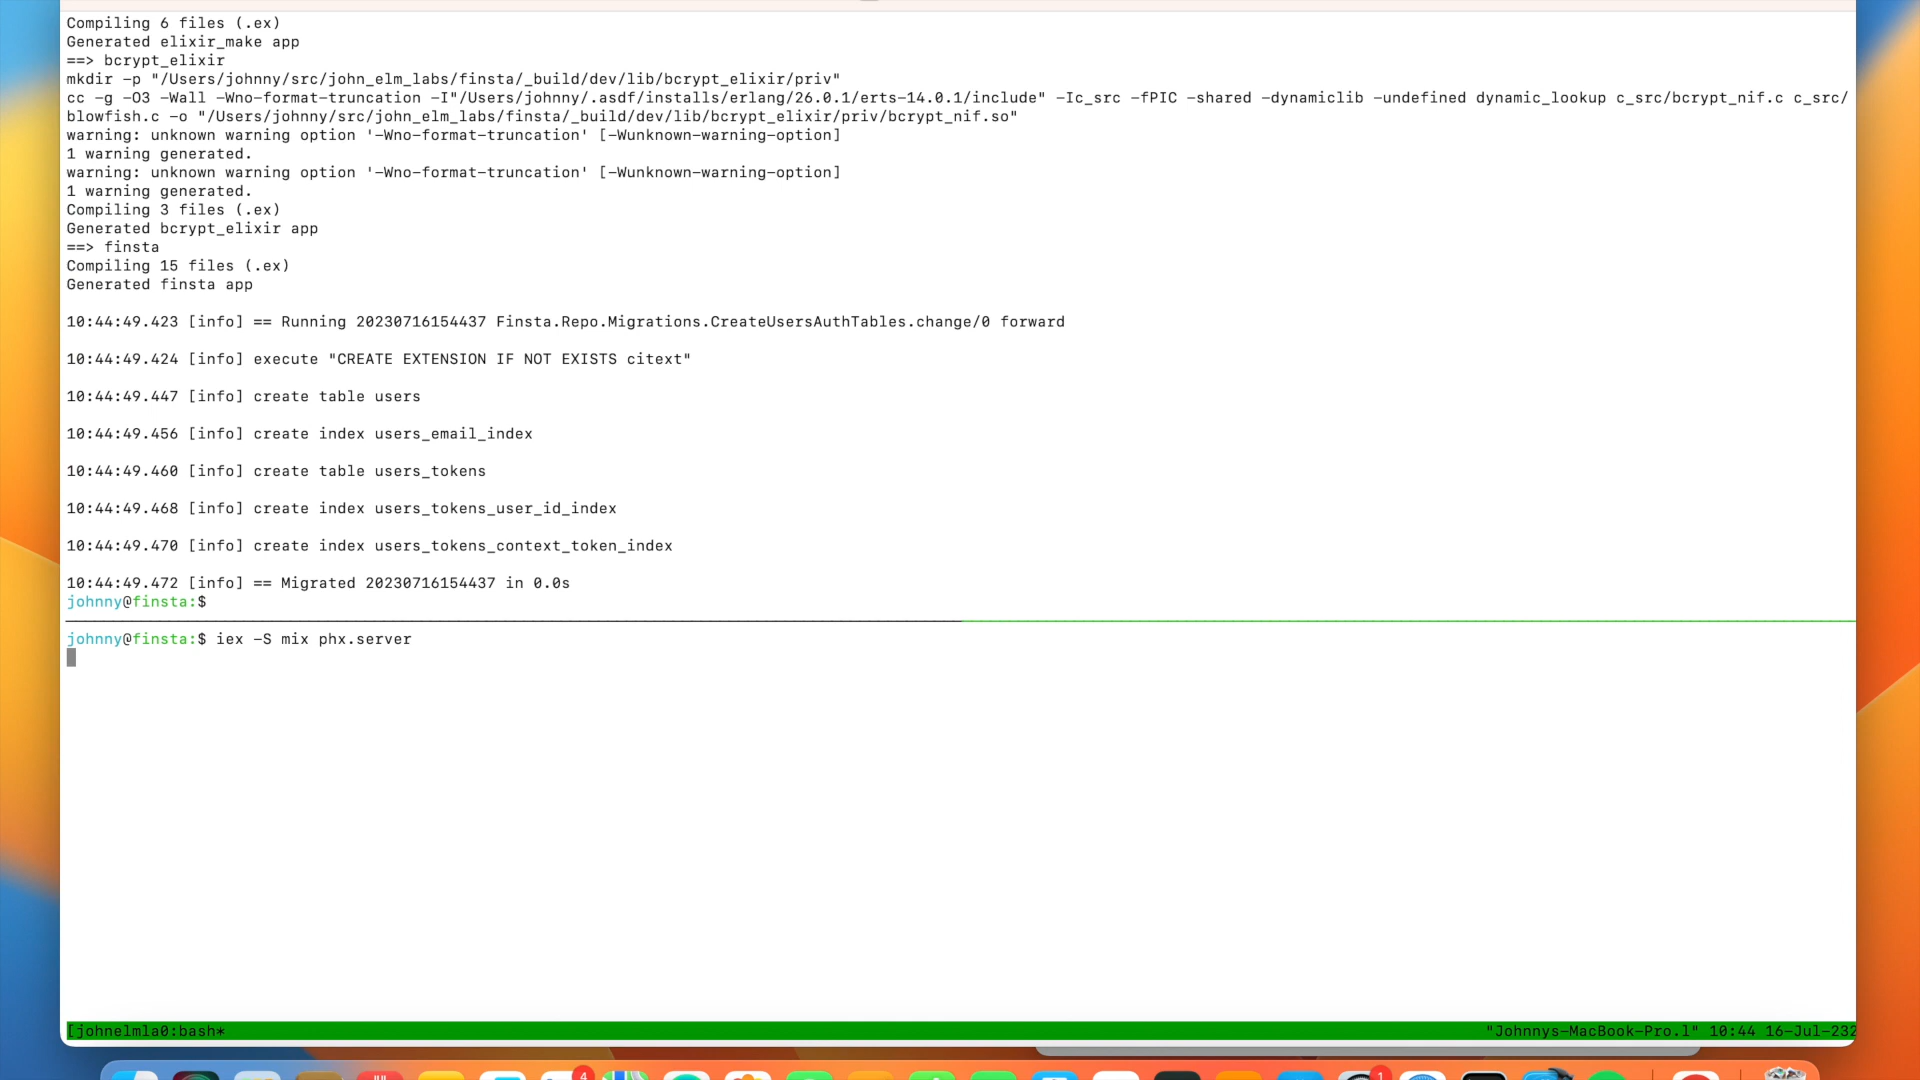 Compiling 6 files (.ex)
Generated elixir_make app
==> bcrypt_elixir
mkdir -p "/Users/johnny/src/john_elm_labs/finsta/_build/dev/lib/bcrypt_elixir/priv"
cc -g -O3 -Wall -Wno-format-truncation -I"/Users/johnny/.asdf/installs/erlang/26.0.1/erts-14.0.1/include" -Ic_src -fPIC -shared -dynamiclib -undefined dynamic_lookup c_src/bcrypt_nif.c c_src/
blowfish.c -o "/Users/johnny/src/john_elm_labs/finsta/_build/dev/lib/bcrypt_elixir/priv/bcrypt_nif.so"
warning: unknown warning option '-Wno-format-truncation' [-Wunknown-warning-option]
1 warning generated.
warning: unknown warning option '-Wno-format-truncation' [-Wunknown-warning-option]
1 warning generated.
Compiling 3 files (.ex)
Generated bcrypt_elixir app
==> finsta
Compiling 15 files (.ex)
Generated finsta app
10:44:49.423 [info] == Running 20230716154437 Finsta.Repo.Migrations.CreateUsersAuthTables.change/0 forward
10:44:49.424 [info] execute "CREATE EXTENSION IF NOT EXISTS citext"
10:44:49.447 [info] create table users
10:44:49.456 [info] create index users_email_index
10:44:49.460 [info] create table users_tokens
10:44:49.468 [info] create index users_tokens_user_id_index
10:44:49.470 [info] create index users_tokens_context_token_index
10:44:49.472 [info] == Migrated 20230716154437 in 0.0s
johnny@finsta:$
johnny@finsta:$ iex -S mix phx.server
[johnelmla0:bash* "Johnnys-MacBook-Pro.l" 10:44 16-Jul-232
4 1